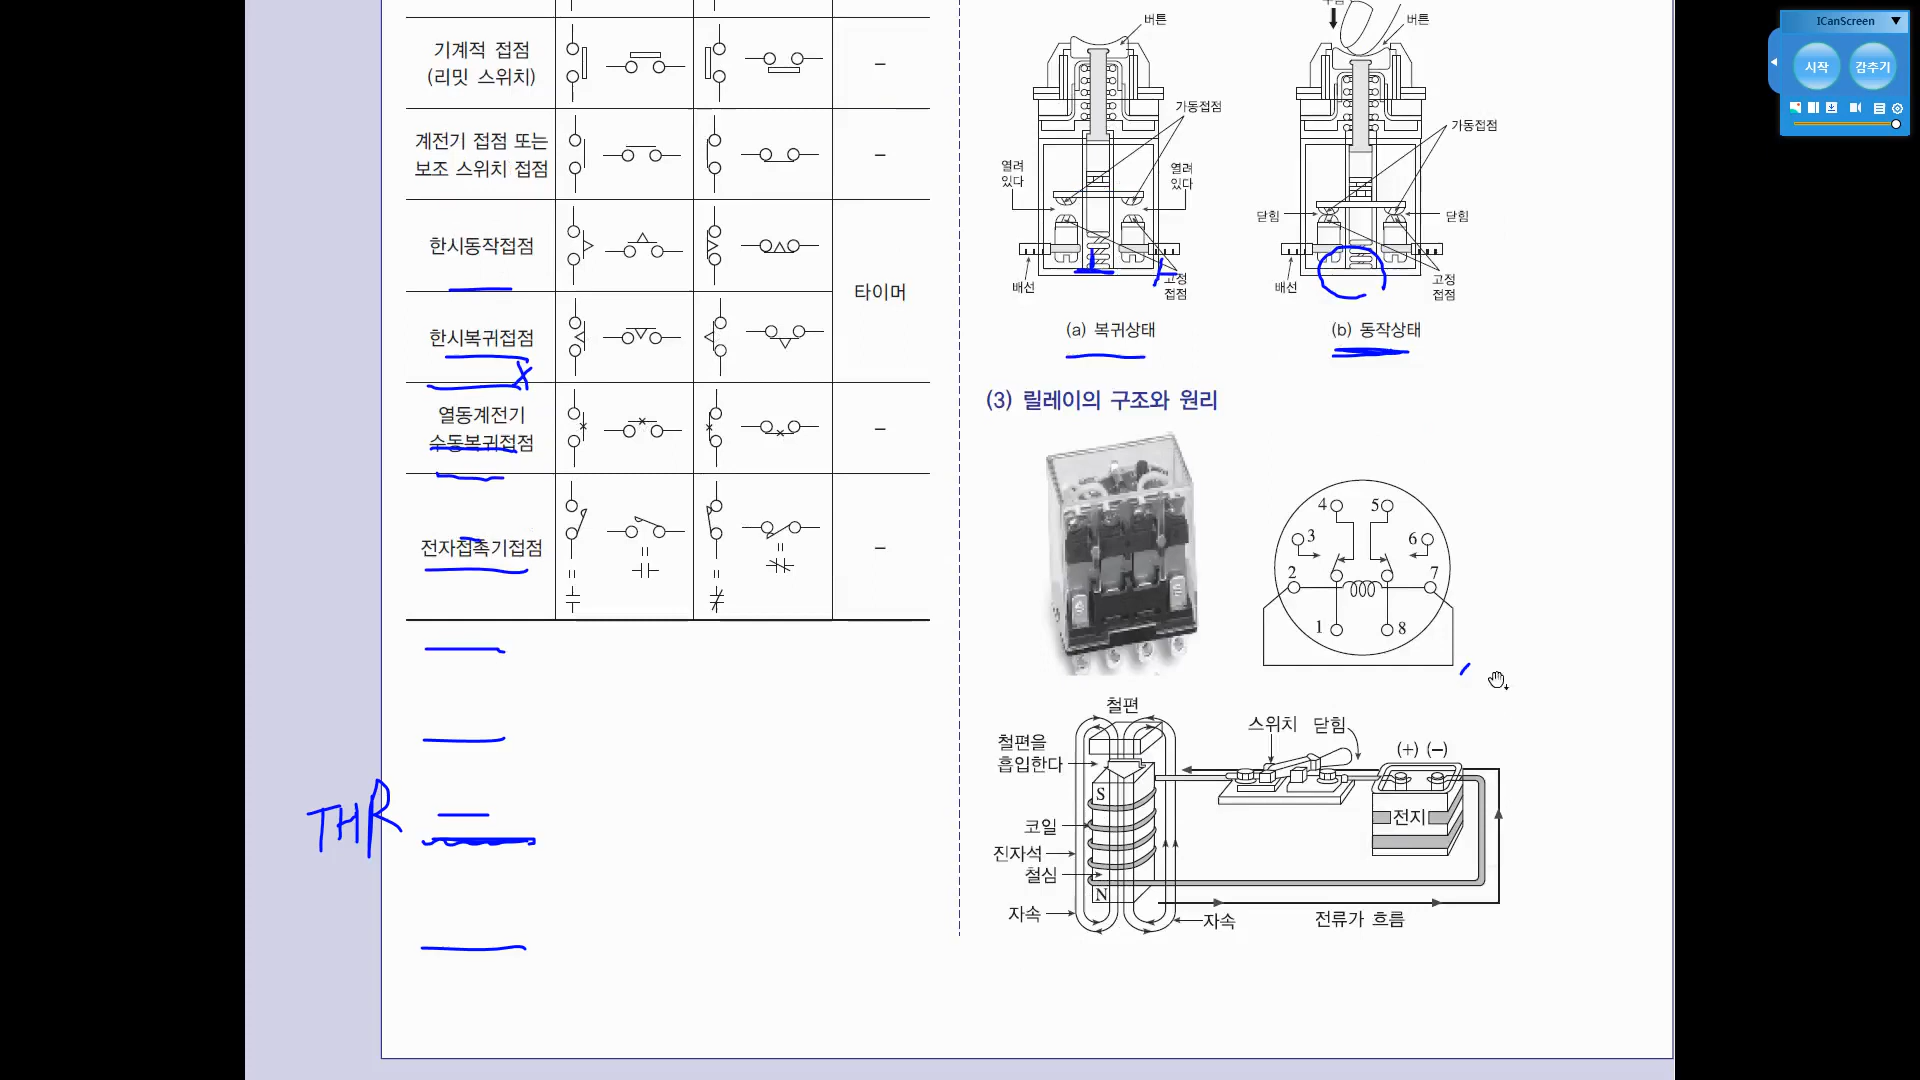 기계적 접점
(리밋 스위치)
–
계전기 접점 또는
보조 스위치 접점
–
한시동작접점
타이머
한시복귀접점
X
열동계전기
수동복귀접점
–
전자접촉기접점
–
THR
버튼
가동접점
열려
있다
열려
있다
배선
고정
접점
(a) 복귀상태
버튼
가동접점
닫힘
닫힘
배선
고정
접점
(b) 동작상태
(3) 릴레이의 구조와 원리
4 5
3 6
2 7
1 8
철편
철편을
흡입한다
S
코일
진자석
철심
N
자속
자속
스위치 닫힘
(+) (–)
전지
전류가 흐름
ICanScreen
시작
감추기